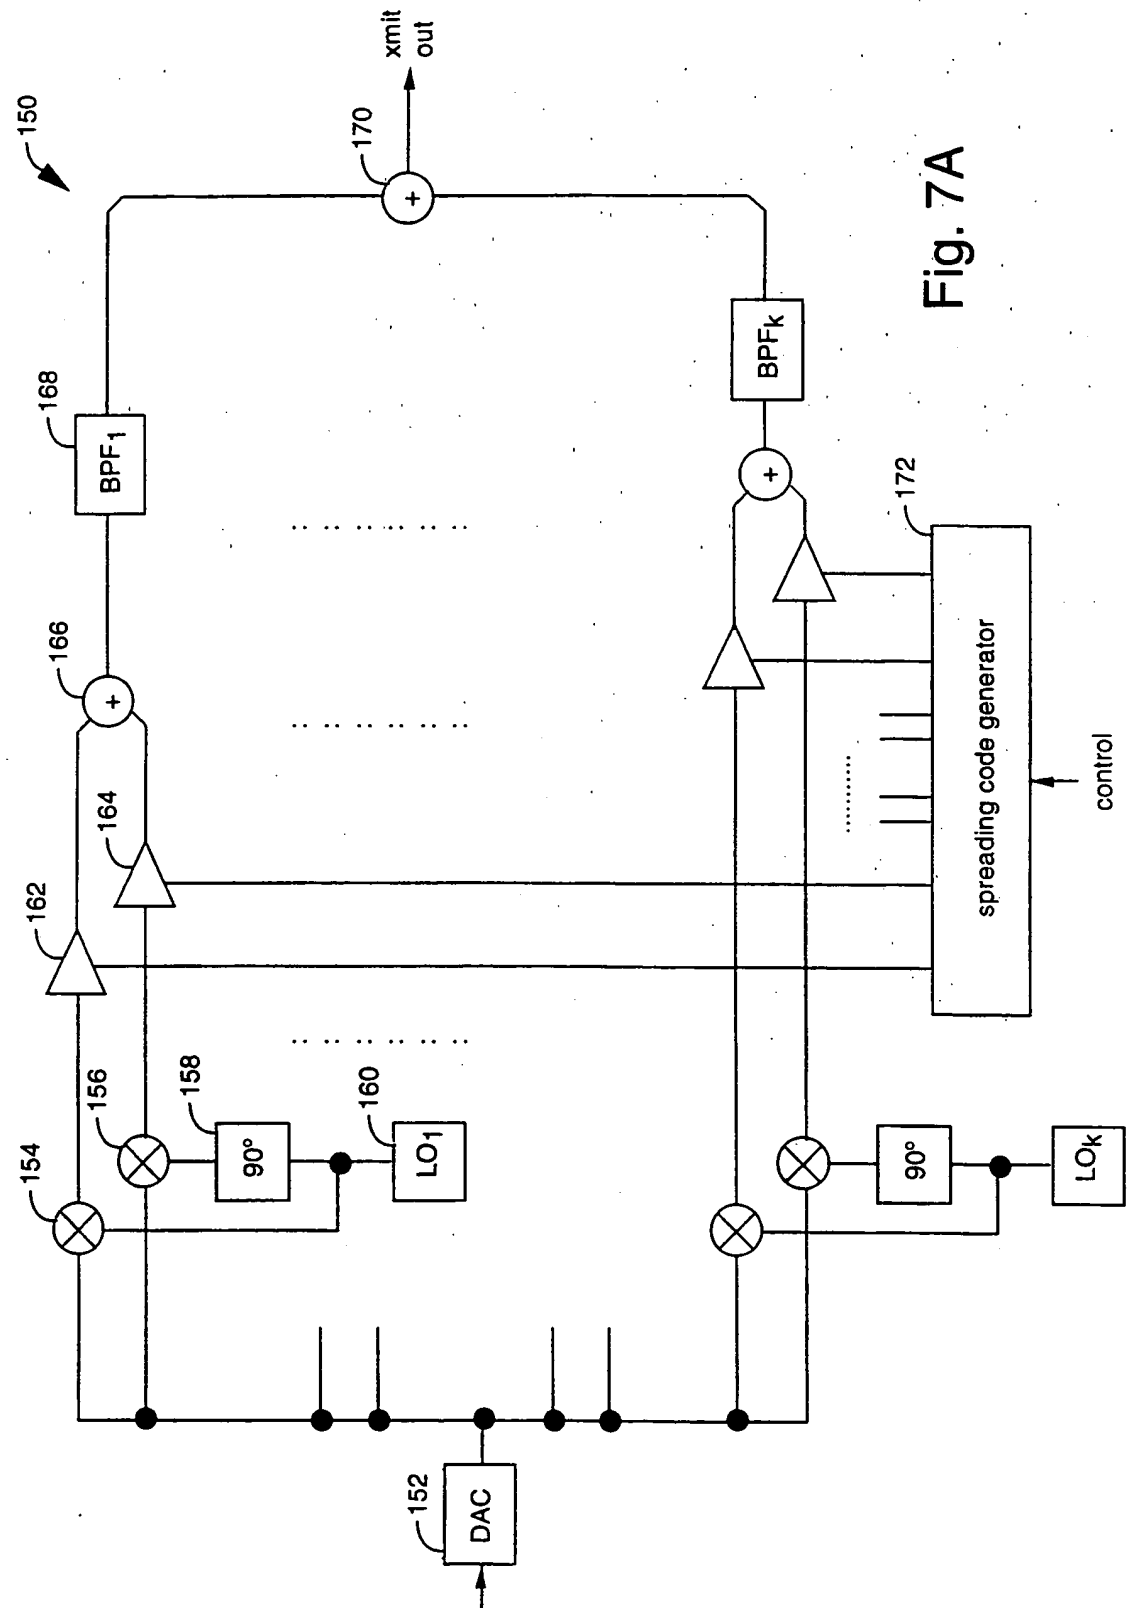 150
154
162
166
168
BPF1
156
164
158
90°
160
LO1
170
+
+
xmit
out
152
DAC
BPFk
+
90°
LOk
172
spreading code generator
control
Fig. 7A